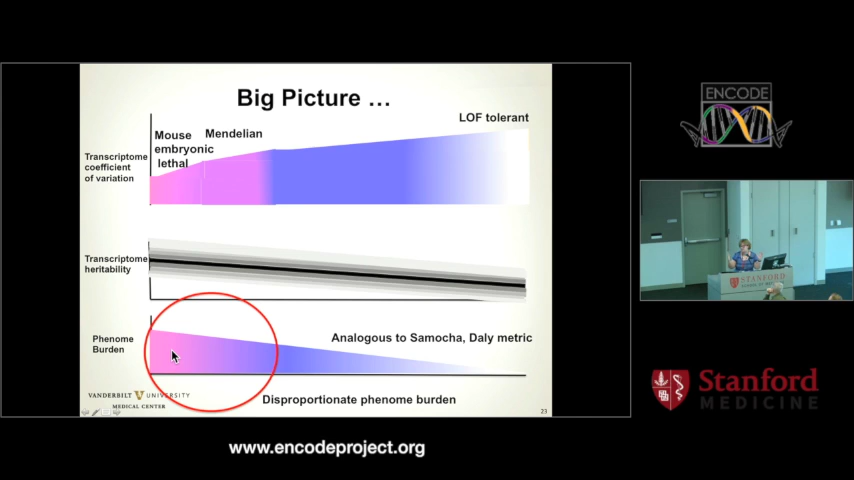 Big Picture ...
LOF tolerant
Mouse
embryonic
lethal
Mendelian
Transcriptome
coefficient
of variation
Transcriptome
heritability
Phenome
Burden
Analogous to Samocha, Daly metric
Disproportionate phenome burden
VANDERBILT UNIVERSITY
MEDICAL CENTER
23
ENCODE
STANFORD
Stanford
MEDICINE
www.encodeproject.org